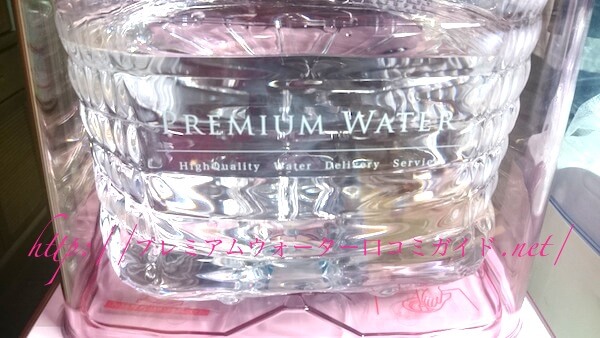 PREMIUM WATER
HighQuality Water Delivery Service
http://プレミアムウォーター口コミガイド.net/